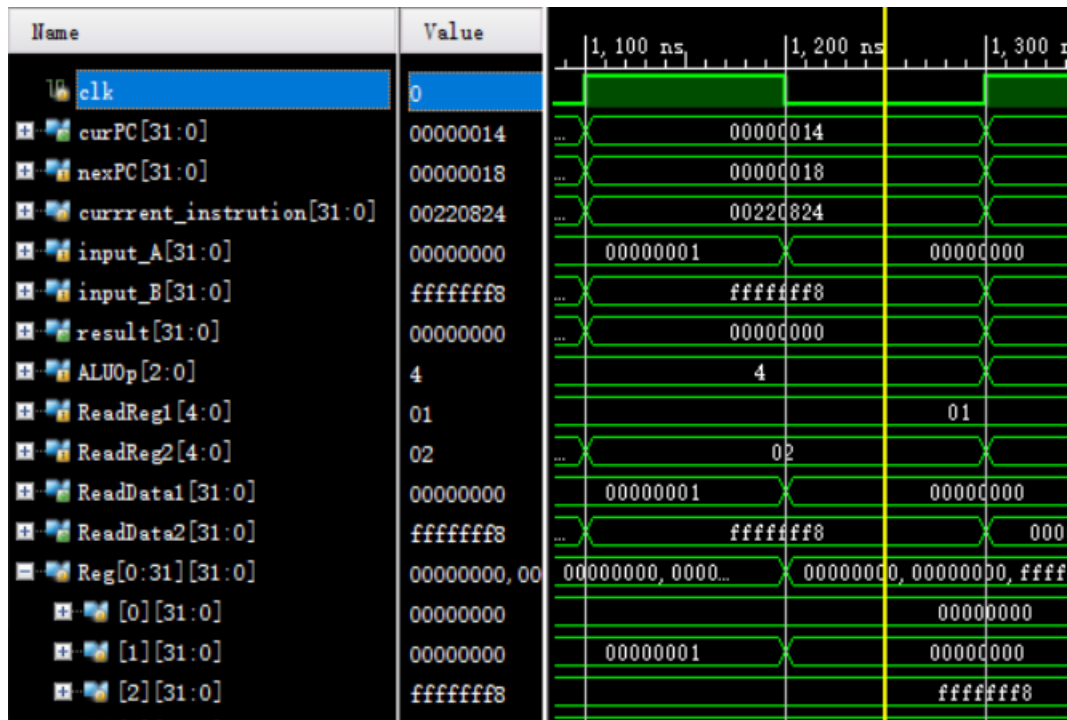 Name Value
1,100 ns 1,200 ns 1,300
clk 0
curPC[31:0] 00000014 ... 00000014
nexPC[31:0] 00000018 ... 00000018
currrent_instrution[31:0] 00220824 ... 00220824
input_A[31:0] 00000000 00000001 00000000
input_B[31:0] fffffff8 ... fffffff8
result[31:0] 00000000 ... 00000000
ALUOp[2:0] 4 4
ReadReg1[4:0] 01 01
ReadReg2[4:0] 02 ... 02
ReadData1[31:0] 00000000 00000001 00000000
ReadData2[31:0] fffffff8 ... fffffff8 000
Reg[0:31][31:0] 00000000,00 00000000,0000... 00000000,00000000,ffff
[0][31:0] 00000000 00000000
[1][31:0] 00000000 00000001 00000000
[2][31:0] fffffff8 fffffff8